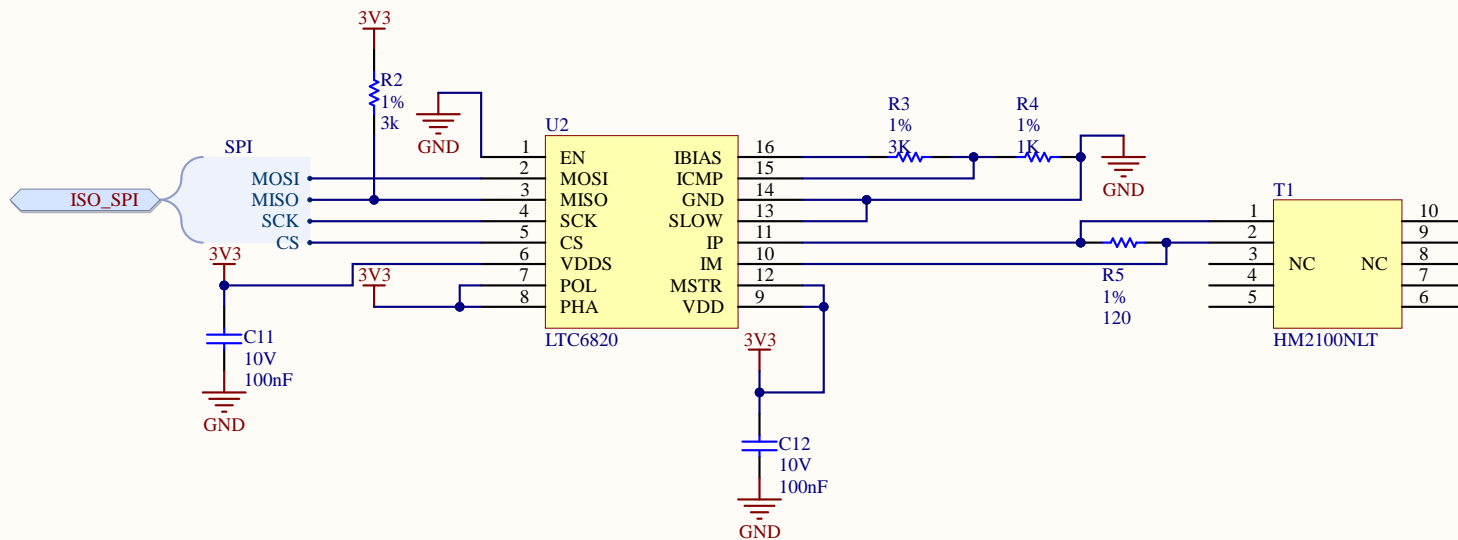 3V3
R2
1%
3k
GND
SPI
MOSI
MISO
SCK
CS
ISO_SPI
3V3
C11
10V
100nF
GND
3V3
U2
1 EN IBIAS 16
2 MOSI ICMP 15
3 MISO GND 14
4 SCK SLOW 13
5 CS IP 11
6 VDDS IM 10
7 POL MSTR 12
8 PHA VDD 9
LTC6820
3V3
C12
10V
100nF
GND
R3
1%
3K
R4
1%
1K
GND
R5
1%
120
T1
1 10
2 9
3 NC NC 8
4 7
5 6
HM2100NLT